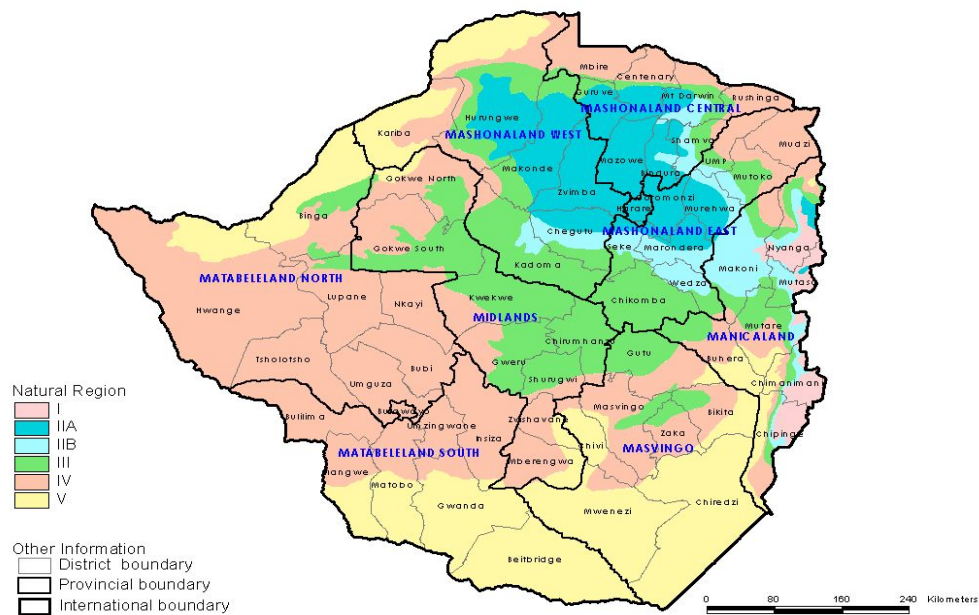 Mbire
Centenary
Guruve
Mt Darwin
Rushinga
MASHONALAND CENTRAL
Hurungwe
Kariba
MASHONALAND WEST
Shamva
Mudzi
Mazowe
UMP
Makonde
Bindura
Mutoko
Gokwe North
Zvimba
Goromonzi
Murehwa
Harare
Binga
MASHONALAND EAST
Chegutu
Nyanga
Gokwe South
Seke
Marondera
Kadoma
Makoni
MATABELELAND NORTH
Wedza
Mutasa
Lupane
Nkayi
Kwekwe
Chikomba
Hwange
MIDLANDS
Mutare
MANICALAND
Chirumhanzu
Tsholotsho
Bubi
Gweru
Gutu
Buhera
Umguza
Shurugwi
Chimanimani
Natural Region
I
IIA
IIB
III
IV
V
Bulilima
Bulawayo
Masvingo
Bikita
Umzingwane
Zvishavane
Insiza
Zaka
Chipinge
Chivi
MATABELELAND SOUTH
MASVINGO
Mberengwa
Mangwe
Matobo
Gwanda
Chiredzi
Mwenezi
Beitbridge
Other Information
District boundary
Provincial boundary
International boundary
0 80 160 240 Kilometers